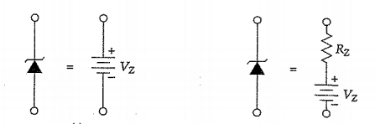 =
+
−
V_Z
=
R_Z
+
−
V_Z